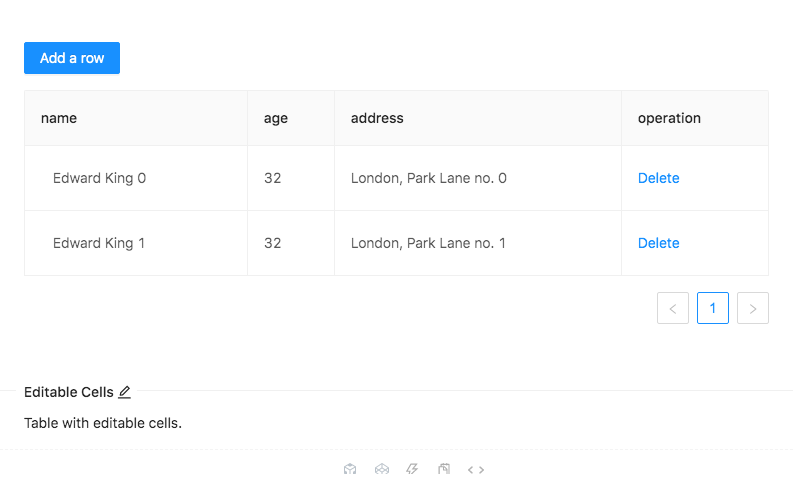 Add a row
name age address operation
Edward King 0 32 London, Park Lane no. 0 Delete
Edward King 1 32 London, Park Lane no. 1 Delete
< 1 >
Editable Cells
Table with editable cells.